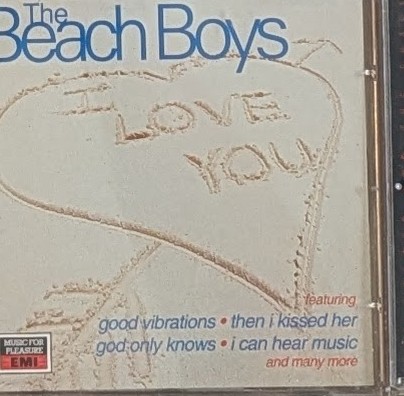 The
Beach Boys
I
LOVE
YOU
featuring
good vibrations • then i kissed her
god only knows • i can hear music
and many more
MUSIC FOR
PLEASURE
EMI